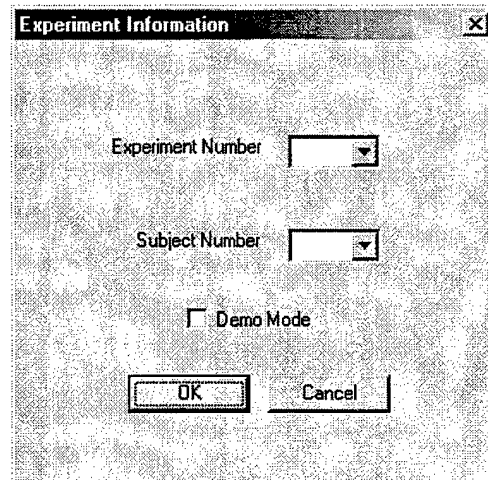 Experiment Information
Experiment Number
Subject Number
Demo Mode
OK Cancel